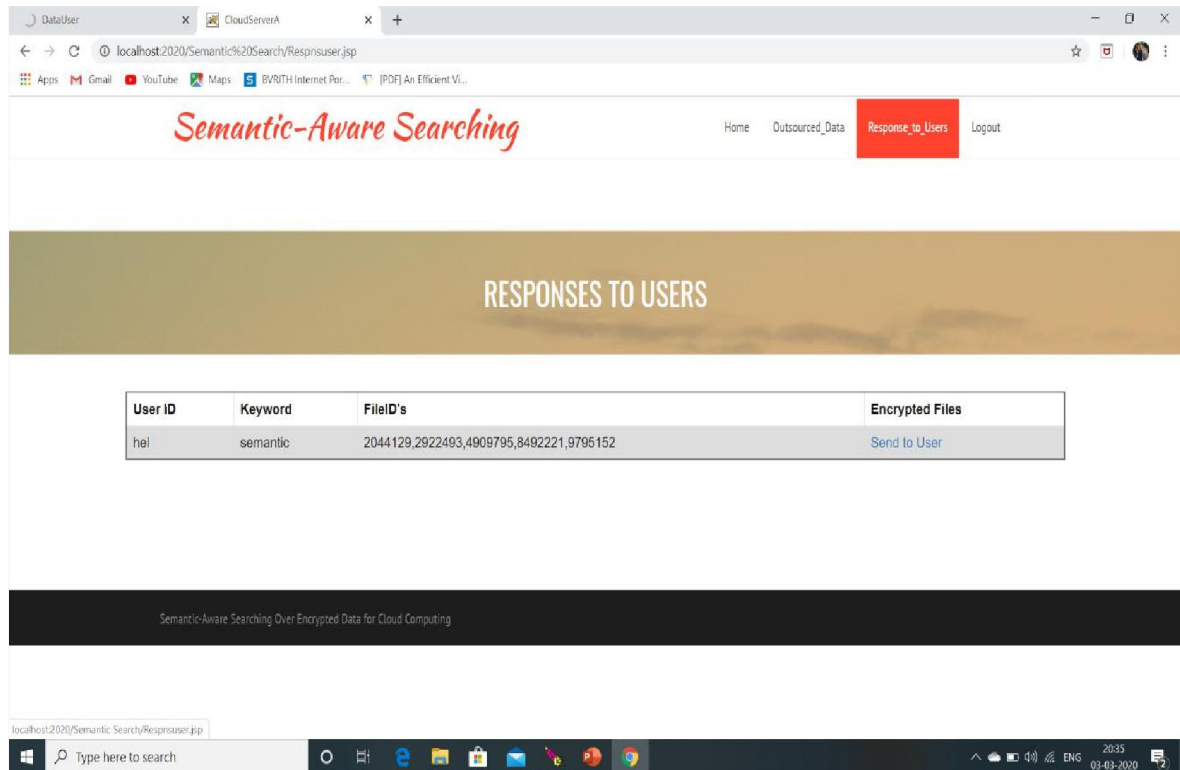 DataUser
CloudServerA
localhost:2020/Semantic%20Search/Respnsuser.jsp
Apps Gmail YouTube Maps BVRITH Internet Por... [PDF] An Efficient Vi...
Semantic-Aware Searching
Home Outsourced_Data Response_to_Users Logout
RESPONSES TO USERS
User ID Keyword FileID's Encrypted Files
hel semantic 2044129,2922493,4909795,8492221,9795152 Send to User
Semantic-Aware Searching Over Encrypted Data for Cloud Computing
localhost:2020/Semantic Search/Respnsuser.jsp
Type here to search
ENG
20:35
03-03-2020
2